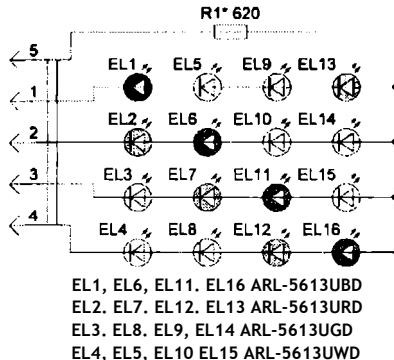 R1* 620
5
EL1 EL5 EL9 EL13
1
EL2 EL6 EL10 EL14
2
3
EL3 EL7 EL11 EL15
4
EL4 EL8 EL12 EL16
EL1, EL6, EL11. EL16 ARL-5613UBD
EL2. EL7. EL12. EL13 ARL-5613URD
EL3. EL8. EL9, EL14 ARL-5613UGD
EL4, EL5, EL10 EL15 ARL-5613UWD